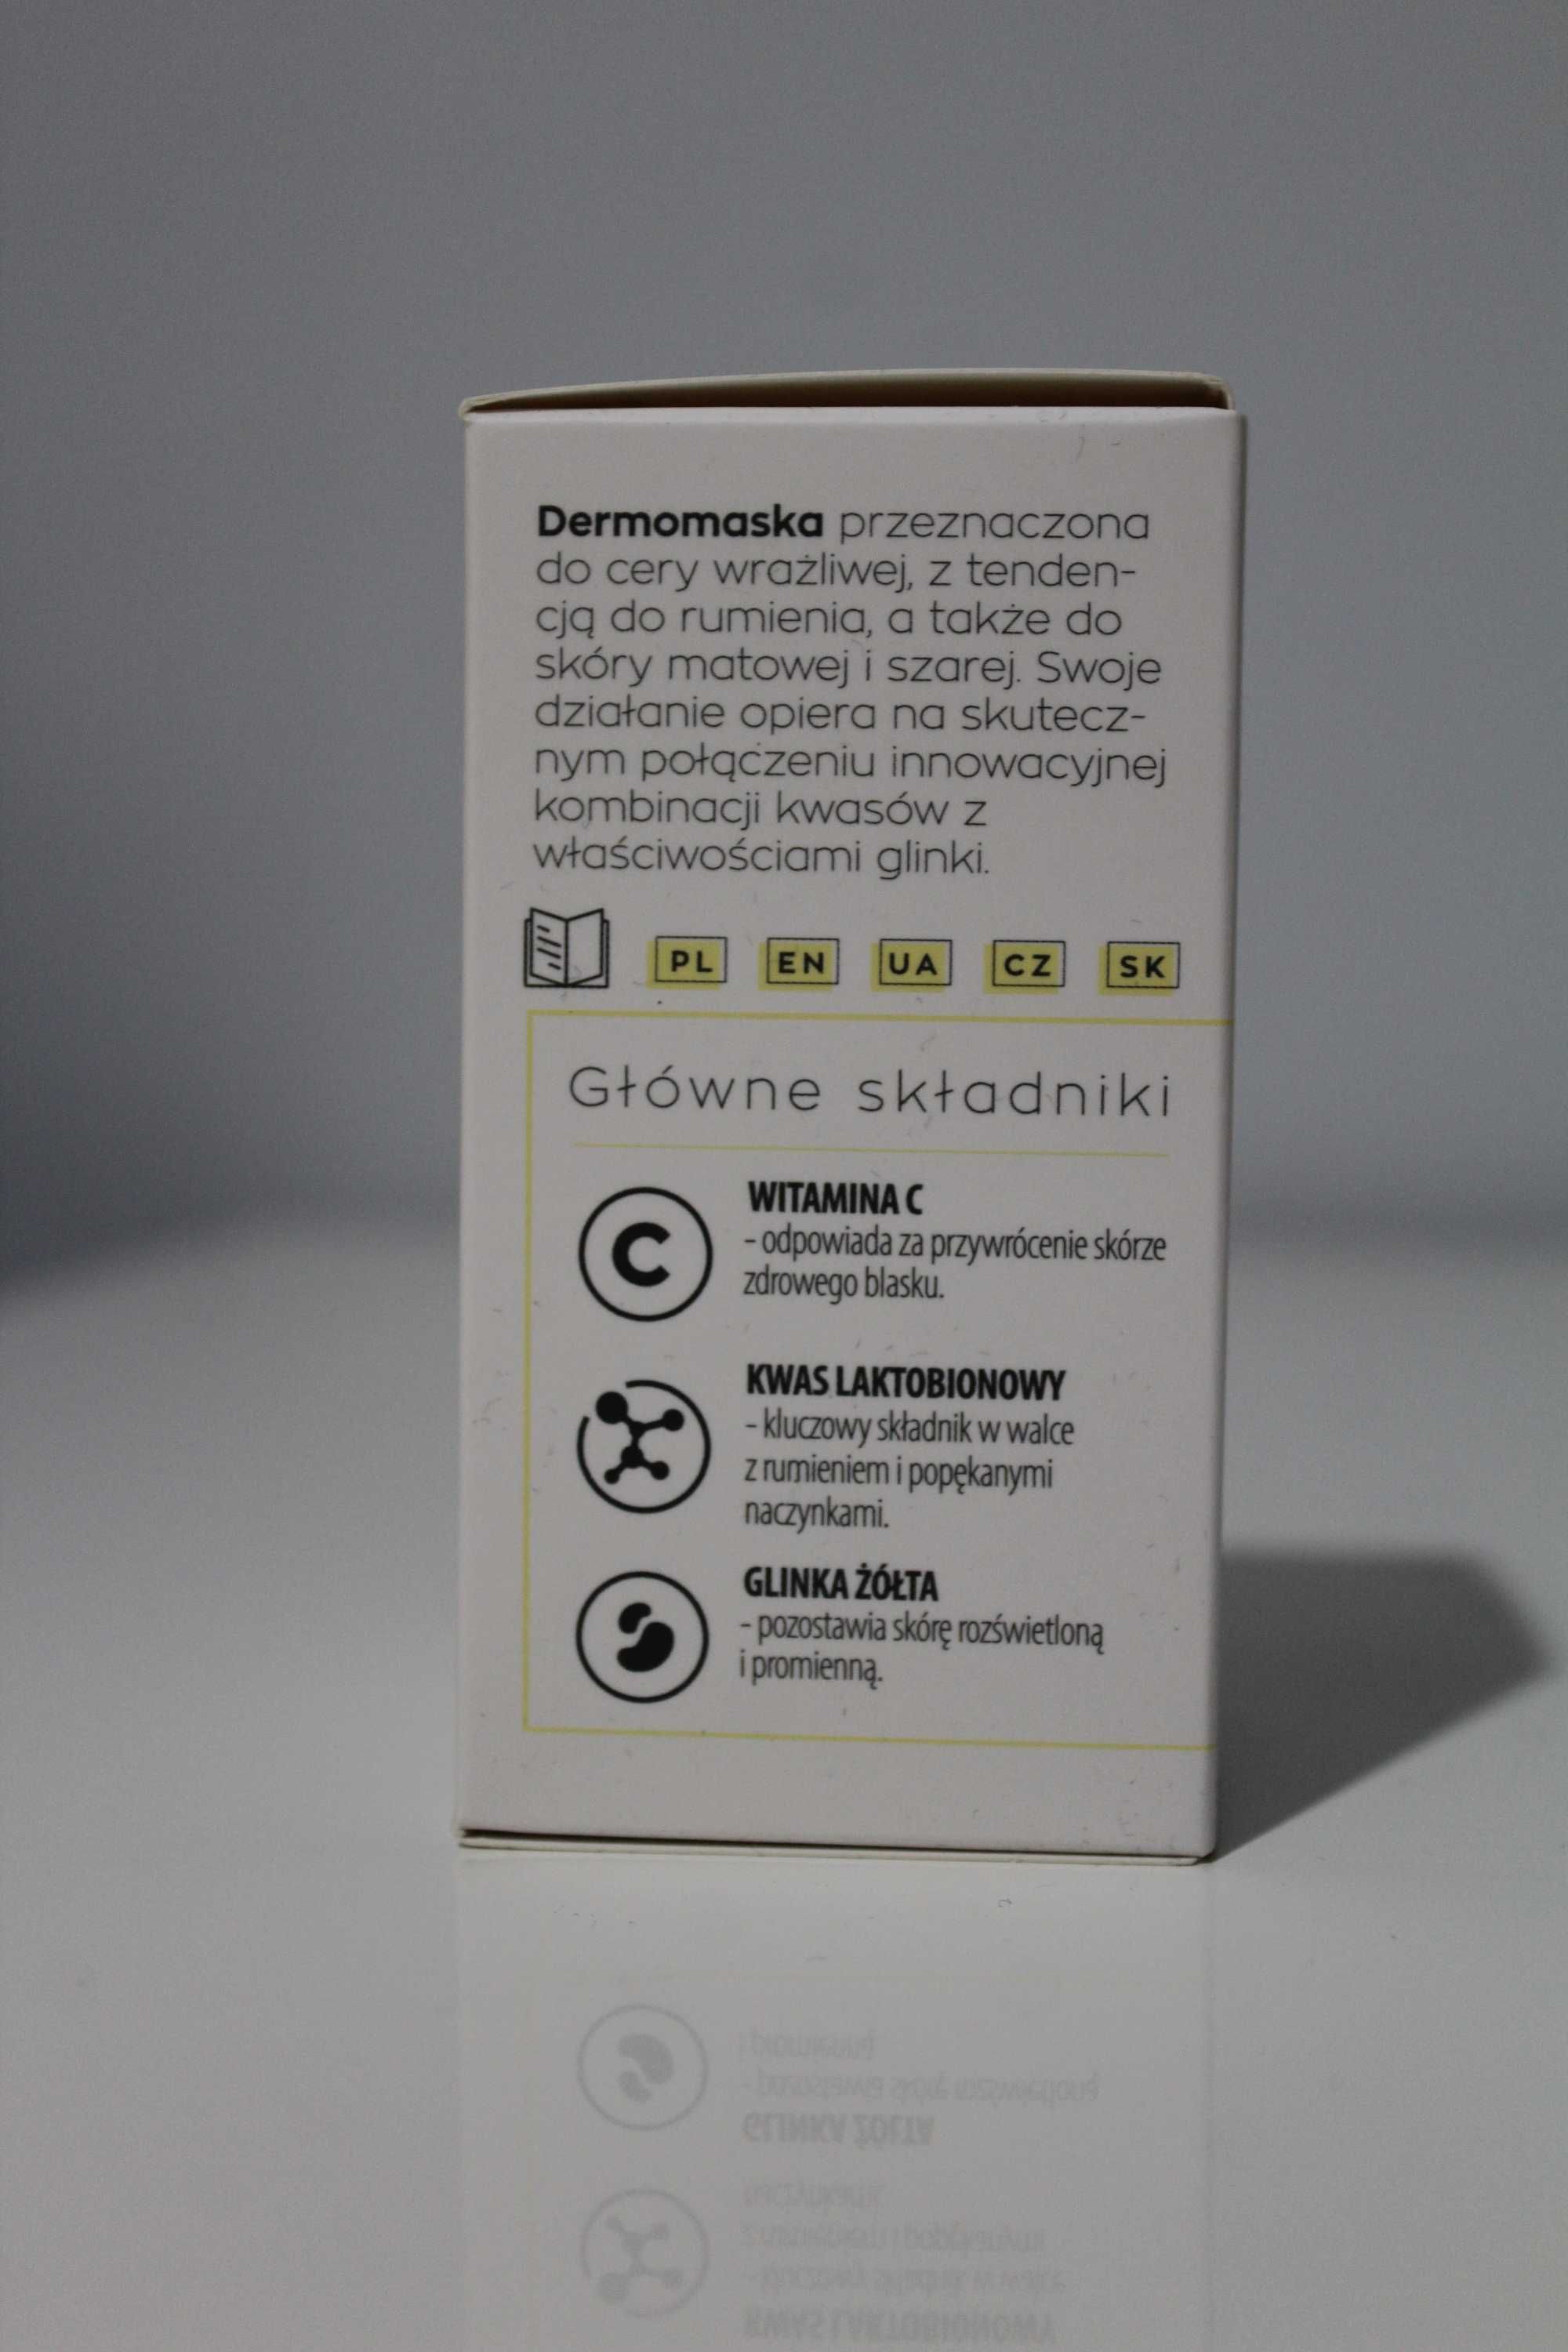 Dermomaska przeznaczona
do cery wrażliwej, z tenden-
cją do rumienia, a także do
skóry matowej i szarej. Swoje
działanie opiera na skutecz-
nym połączeniu innowacyjnej
kombinacji kwasów z
właściwościami glinki.
PL EN UA CZ SK
Główne składniki
C
WITAMINA C
- odpowiada za przywrócenie skórze
zdrowego blasku.
KWAS LAKTOBIONOWY
- kluczowy składnik w walce
z rumieniem i popękanymi
naczynkami.
GLINKA ŻÓŁTA
- pozostawia skórę rozświetloną
i promienną.